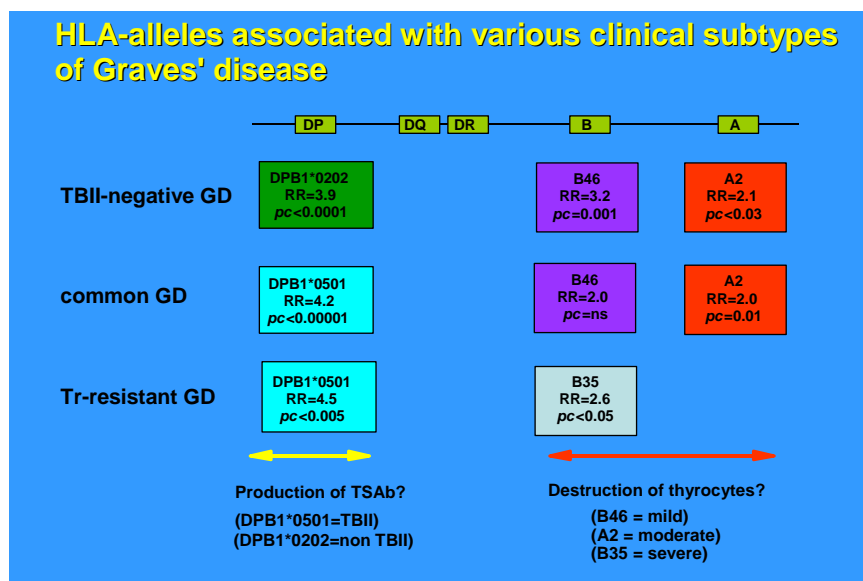 HLA-alleles associated with various clinical subtypes
of Graves' disease
DP DQ DR B A
TBII-negative GD
DPB1*0202
RR=3.9
pc<0.0001
B46
RR=3.2
pc=0.001
A2
RR=2.1
pc<0.03
common GD
DPB1*0501
RR=4.2
pc<0.00001
B46
RR=2.0
pc=ns
A2
RR=2.0
pc=0.01
Tr-resistant GD
DPB1*0501
RR=4.5
pc<0.005
B35
RR=2.6
pc<0.05
Production of TSAb?
(DPB1*0501=TBII)
(DPB1*0202=non TBII)
Destruction of thyrocytes?
(B46 = mild)
(A2 = moderate)
(B35 = severe)